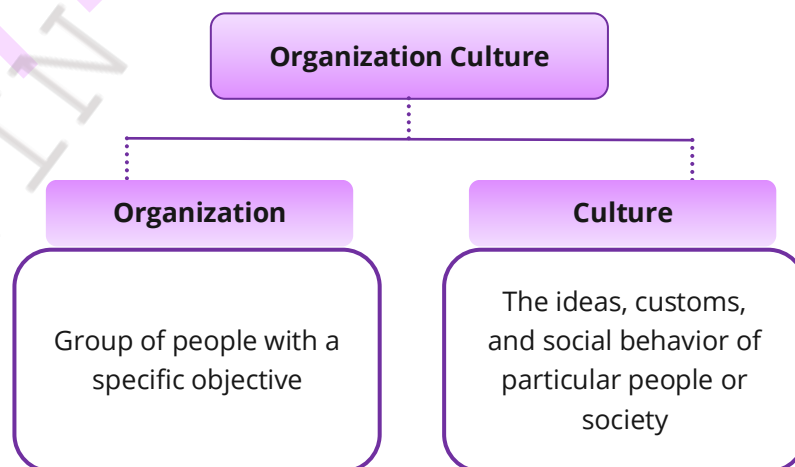 Organization Culture
Organization
Culture
Group of people with a
specific objective
The ideas, customs,
and social behavior of
particular people or
society